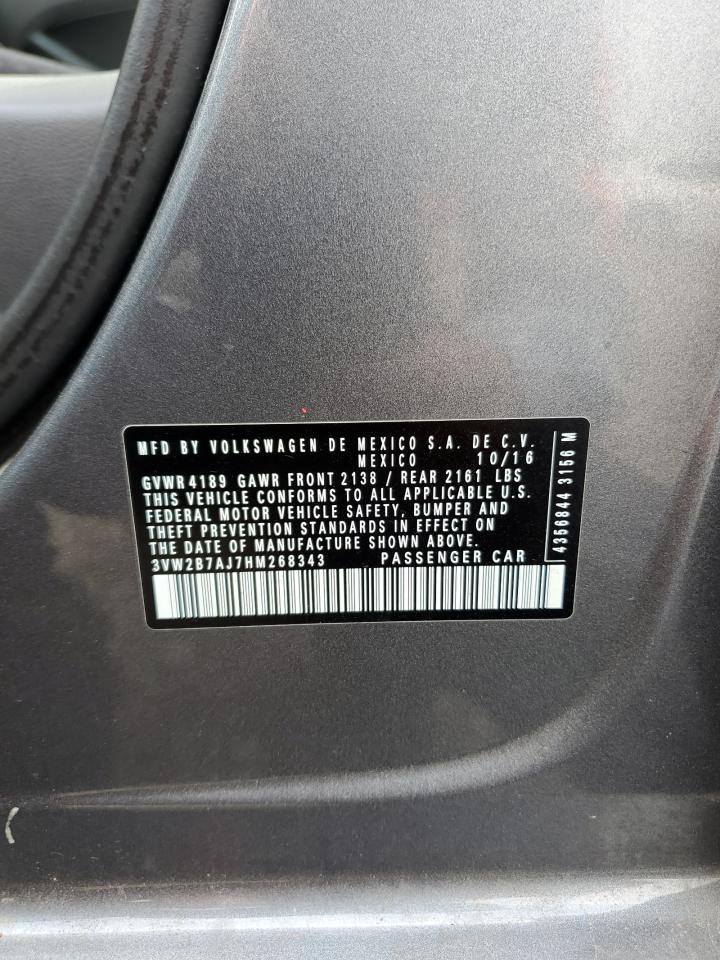 MFD BY VOLKSWAGEN DE MEXICO S.A. DE C.V.
MEXICO 10/16
GVWR 4189 GAWR FRONT 2138 / REAR 2161 LBS
THIS VEHICLE CONFORMS TO ALL APPLICABLE U.S.
FEDERAL MOTOR VEHICLE SAFETY, BUMPER AND
THEFT PREVENTION STANDARDS IN EFFECT ON
THE DATE OF MANUFACTURE SHOWN ABOVE.
3VW2B7AJ7HM268343 PASSENGER CAR
4356844 3156 M